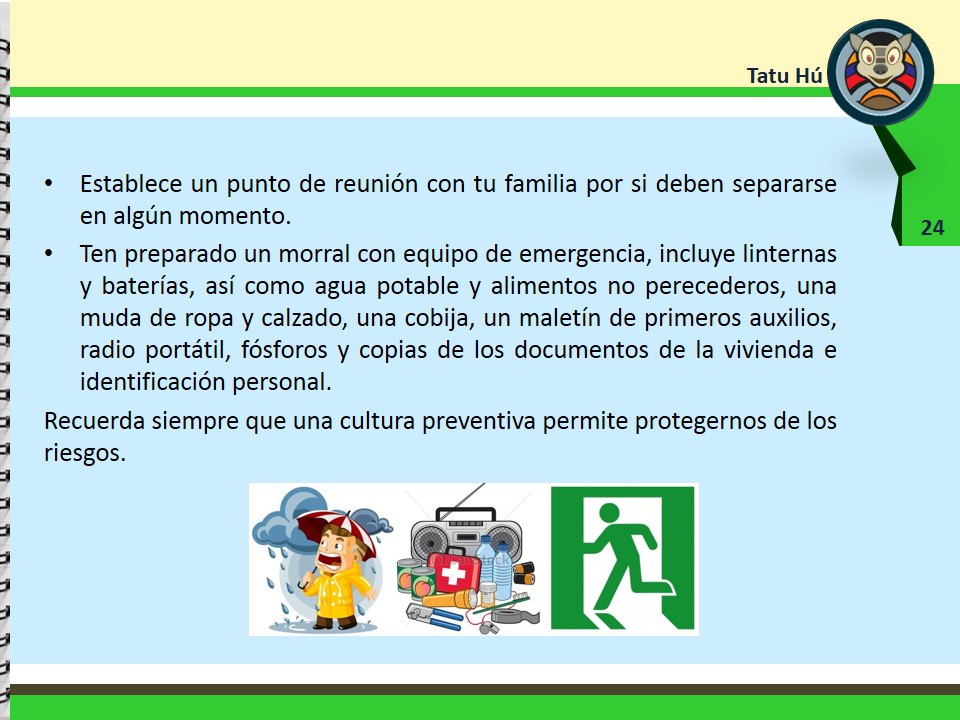 Tatu Hú
24
• Establece un punto de reunión con tu familia por si deben separarse
en algún momento.
• Ten preparado un morral con equipo de emergencia, incluye linternas
y baterías, así como agua potable y alimentos no perecederos, una
muda de ropa y calzado, una cobija, un maletín de primeros auxilios,
radio portátil, fósforos y copias de los documentos de la vivienda e
identificación personal.
Recuerda siempre que una cultura preventiva permite protegernos de los
riesgos.